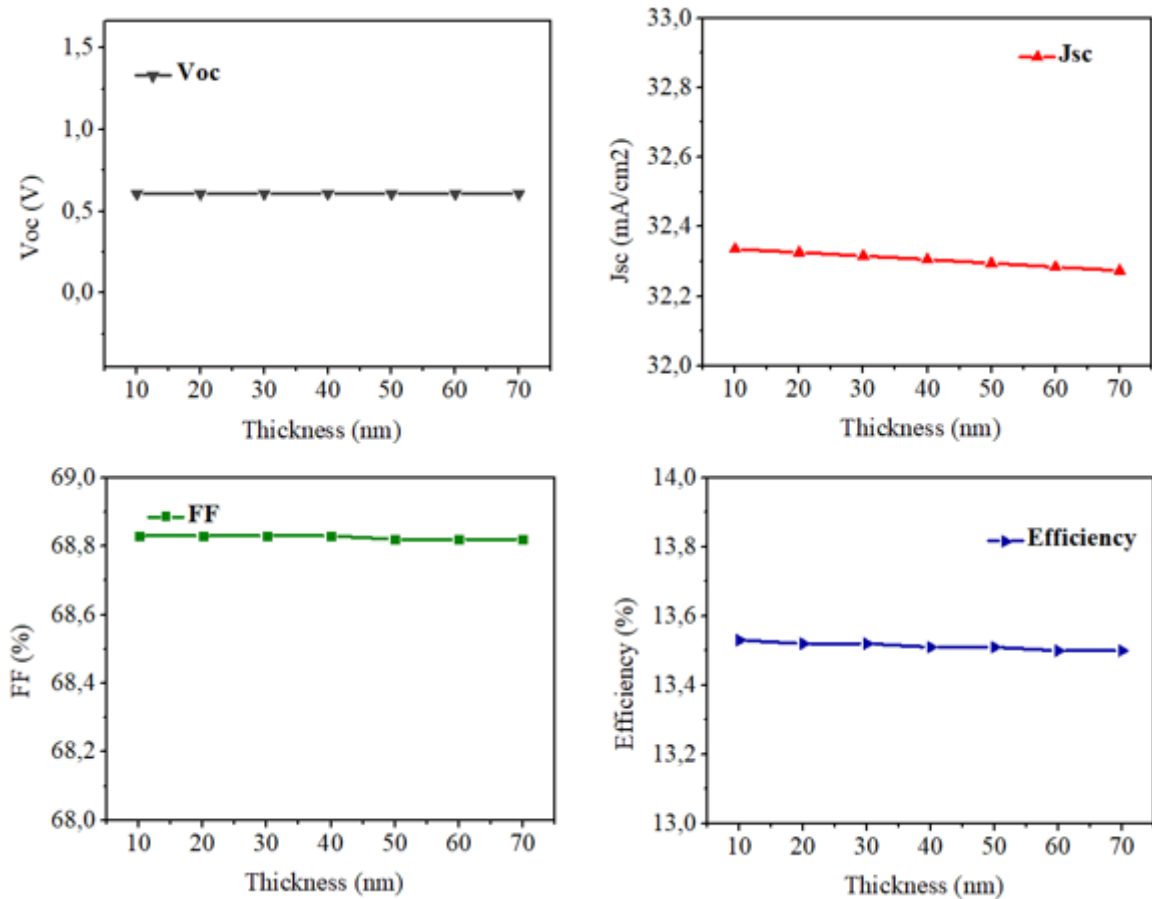 Voc
Voc (V)
1,5
1,0
0,5
0,0
10 20 30 40 50 60 70
Thickness (nm)
Jsc
Jsc (mA/cm2)
33,0
32,8
32,6
32,4
32,2
32,0
10 20 30 40 50 60 70
Thickness (nm)
FF
FF (%)
69,0
68,8
68,6
68,4
68,2
68,0
10 20 30 40 50 60 70
Thickness (nm)
Efficiency
Efficiency (%)
14,0
13,8
13,6
13,4
13,2
13,0
10 20 30 40 50 60 70
Thickness (nm)